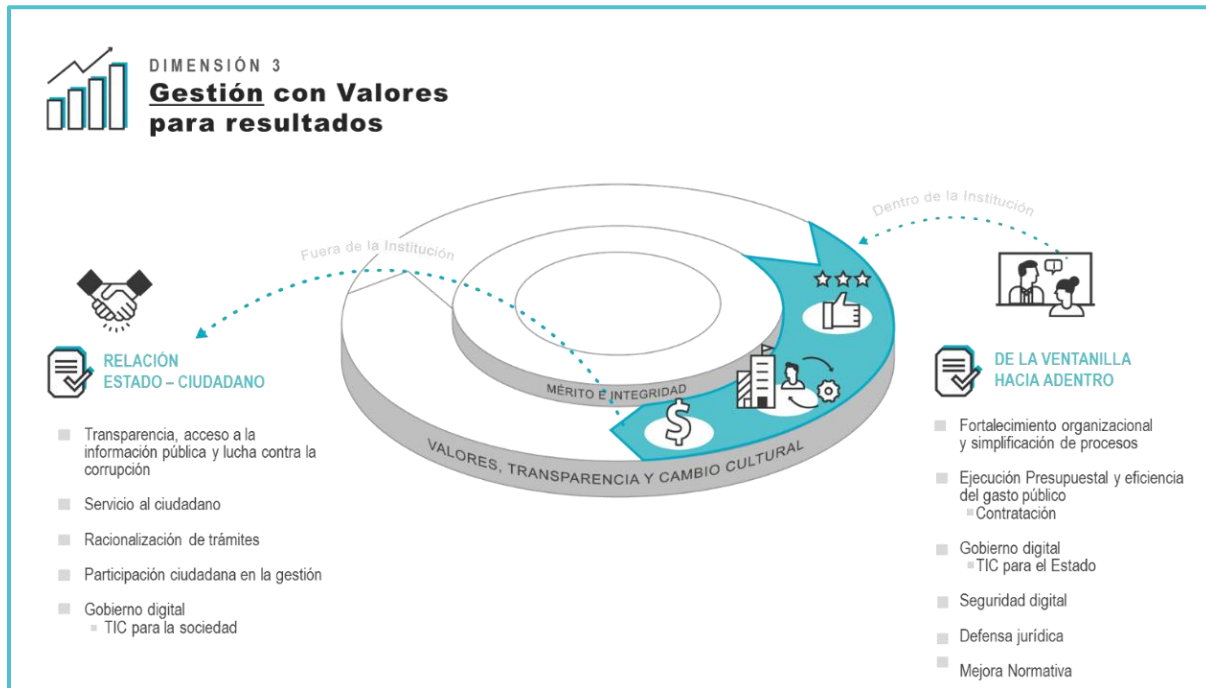 DIMENSIÓN 3
Gestión con Valores
para resultados
Fuera de la Institución
Dentro de la Institución
MÉRITO E INTEGRIDAD
VALORES, TRANSPARENCIA Y CAMBIO CULTURAL
$
RELACIÓN
ESTADO – CIUDADANO
Transparencia, acceso a la
información pública y lucha contra la
corrupción
Servicio al ciudadano
Racionalización de trámites
Participación ciudadana en la gestión
Gobierno digital
TIC para la sociedad
DE LA VENTANILLA
HACIA ADENTRO
Fortalecimiento organizacional
y simplificación de procesos
Ejecución Presupuestal y eficiencia
del gasto público
Contratación
Gobierno digital
TIC para el Estado
Seguridad digital
Defensa jurídica
Mejora Normativa